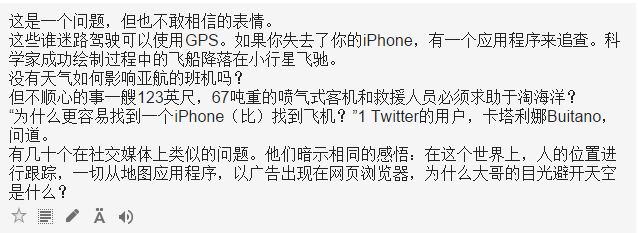 这是一个问题，但也不敢相信的表情。
这些谁迷路驾驶可以使用GPS。如果你失去了你的iPhone，有一个应用程序来追查。科
学家成功绘制过程中的飞船降落在小行星飞驰。
没有天气如何影响亚航的班机吗？
但不顺心的事一艘123英尺，67吨重的喷气式客机和救援人员必须求助于淘海洋？
“为什么更容易找到一个iPhone（比）找到飞机？”1 Twitter的用户，卡塔利娜Buitano，
问道。
有几十个在社交媒体上类似的问题。他们暗示相同的感悟：在这个世界上，人的位置进
行跟踪，一切从地图应用程序，以广告出现在网页浏览器，为什么大哥的目光避开天空
是什么？
Ä